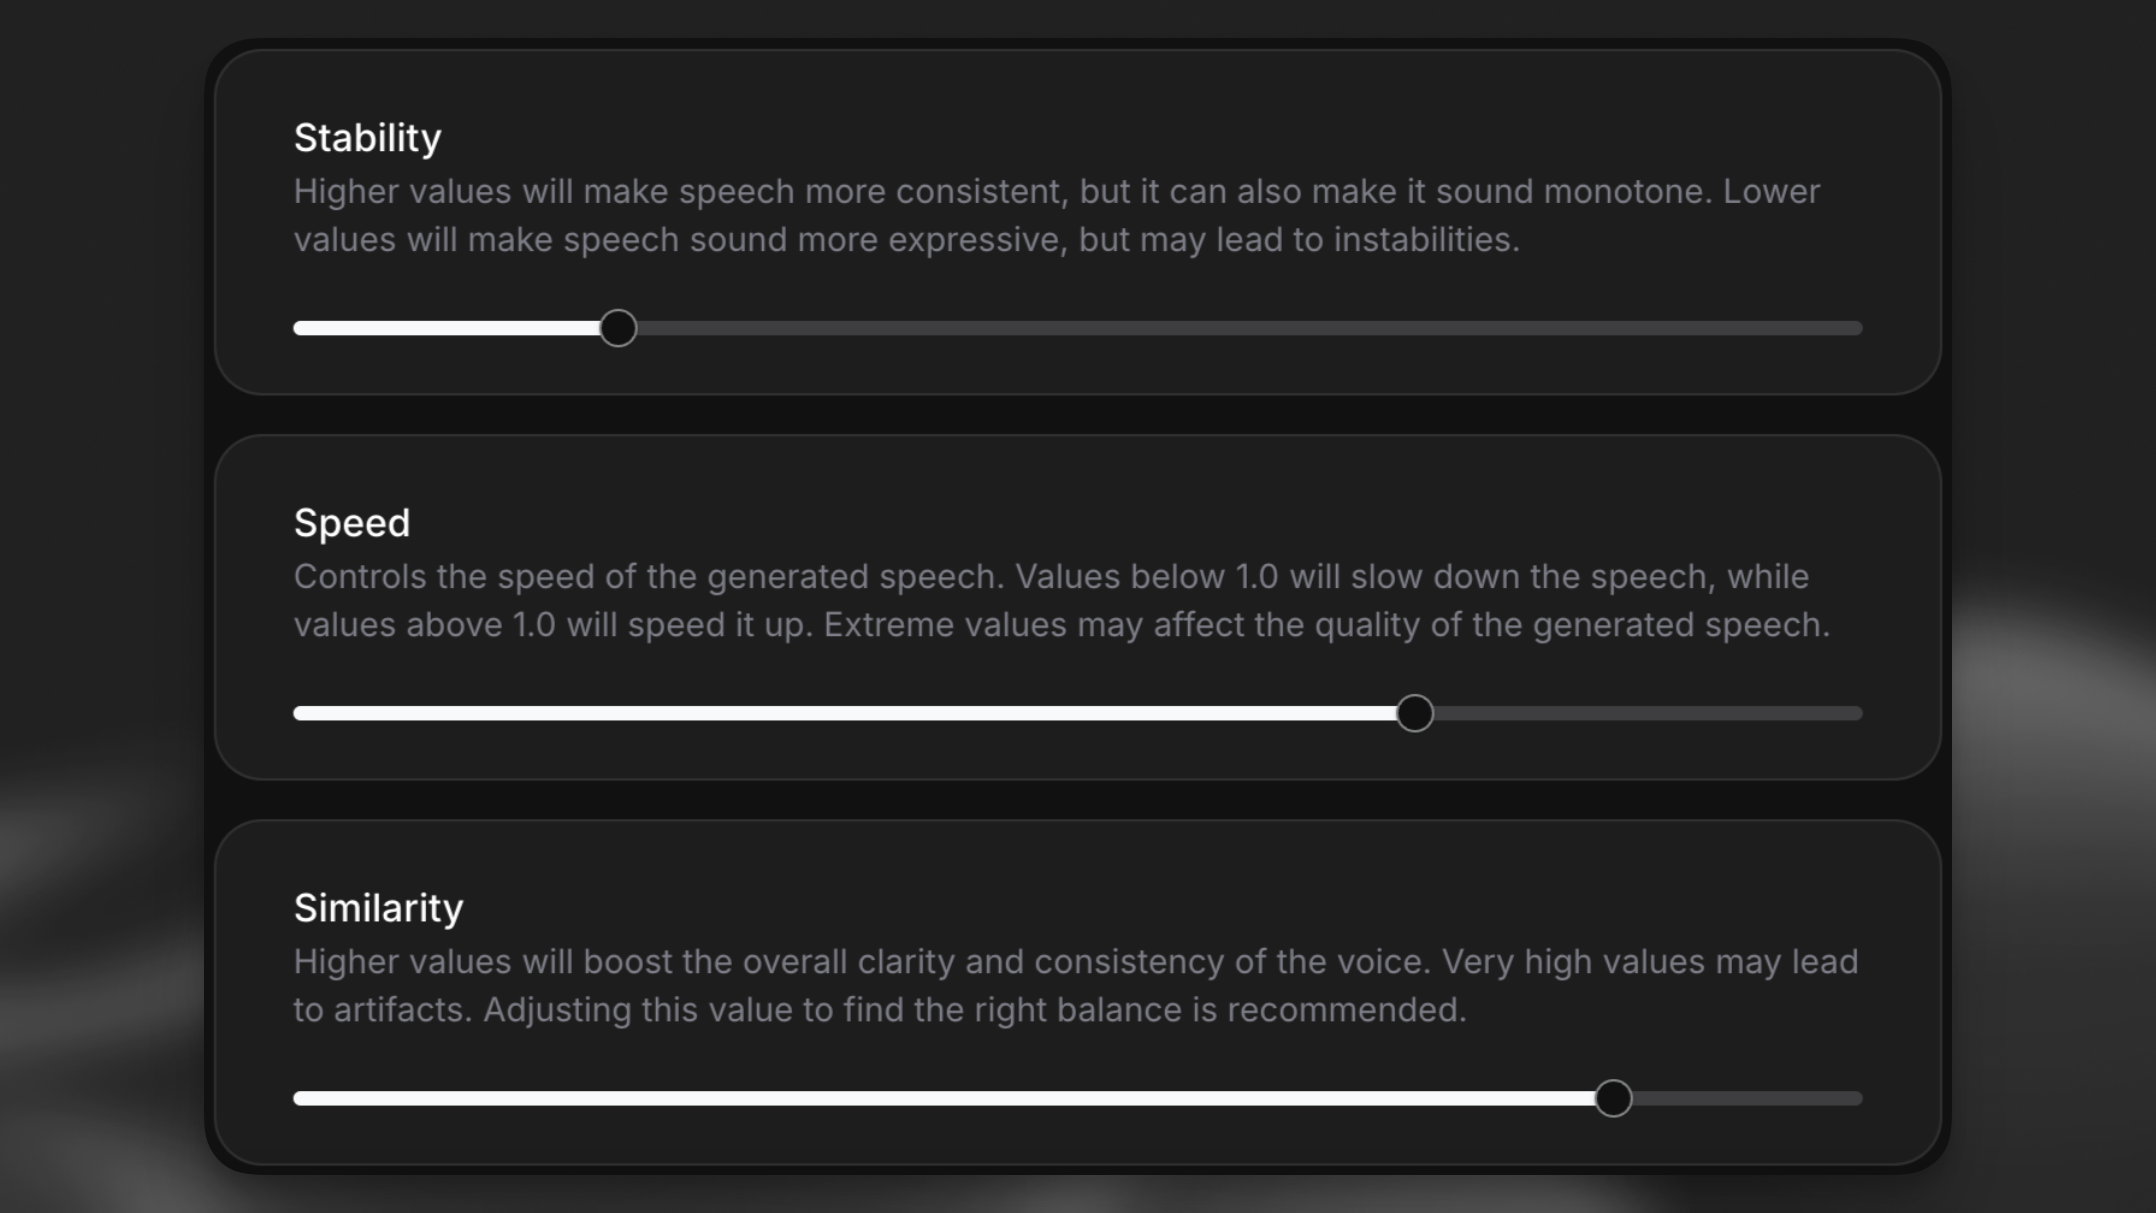 Stability
Higher values will make speech more consistent, but it can also make it sound monotone. Lower
values will make speech sound more expressive, but may lead to instabilities.
Speed
Controls the speed of the generated speech. Values below 1.0 will slow down the speech, while
values above 1.0 will speed it up. Extreme values may affect the quality of the generated speech.
Similarity
Higher values will boost the overall clarity and consistency of the voice. Very high values may lead
to artifacts. Adjusting this value to find the right balance is recommended.